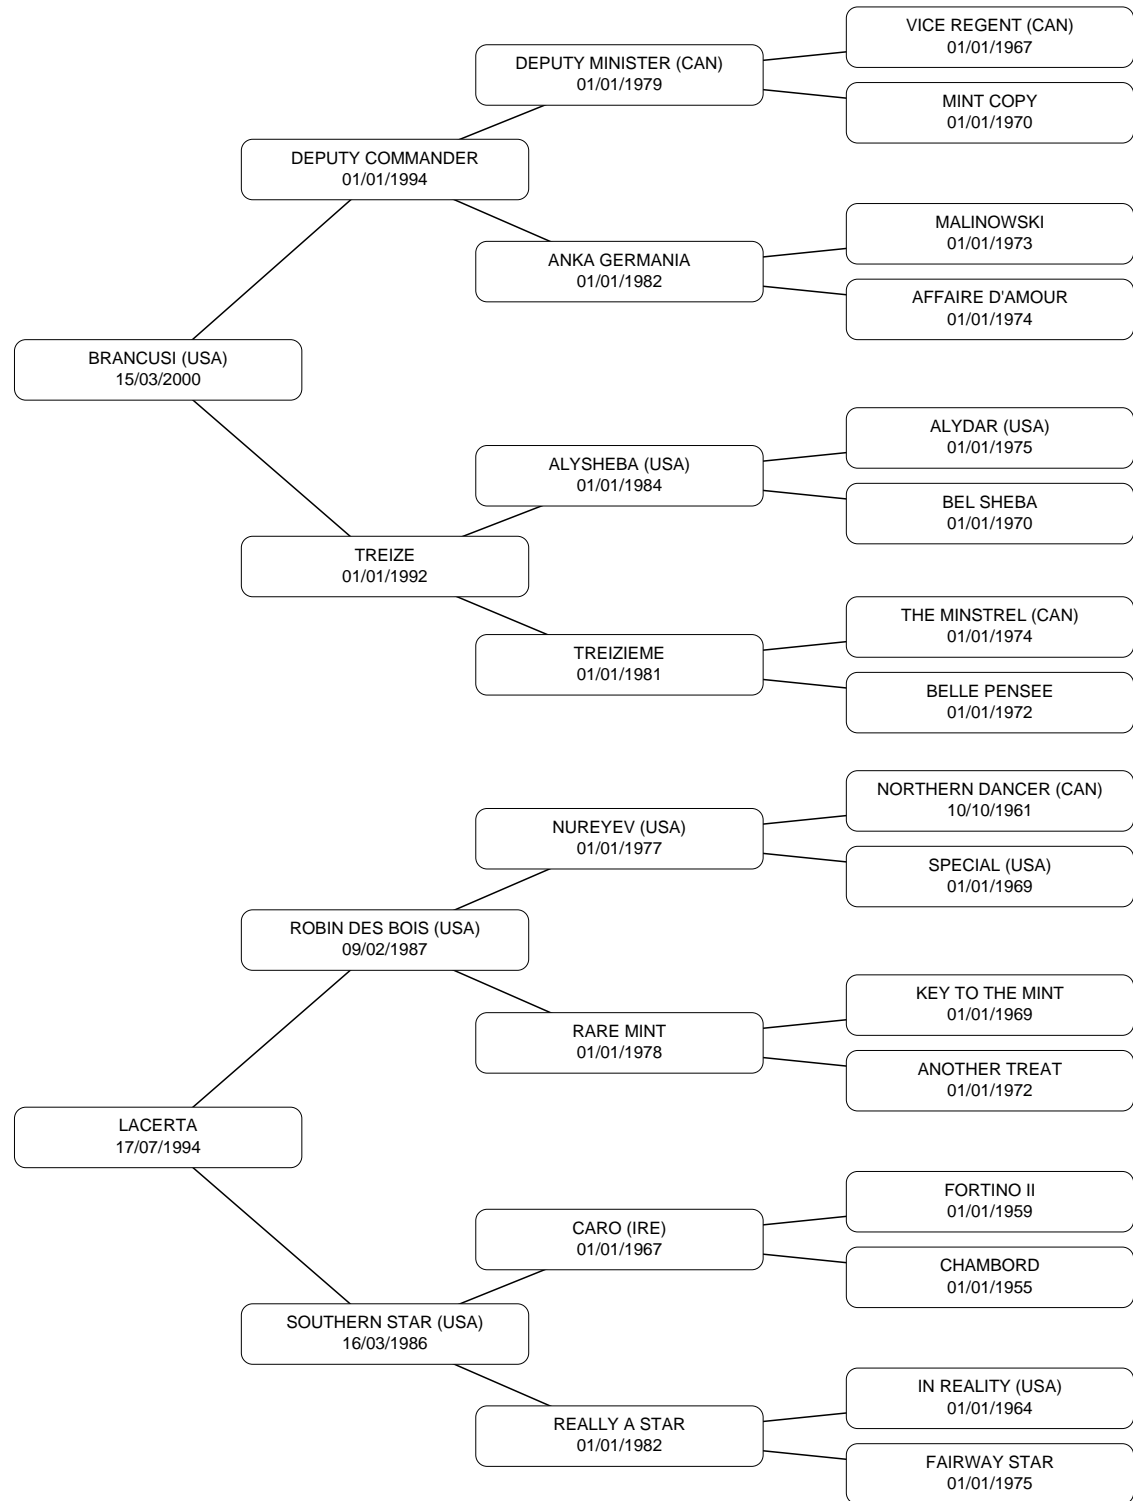 VICE REGENT (CAN)
01/01/1967
DEPUTY MINISTER (CAN)
01/01/1979
MINT COPY
01/01/1970
DEPUTY COMMANDER
01/01/1994
MALINOWSKI
01/01/1973
ANKA GERMANIA
01/01/1982
AFFAIRE D'AMOUR
01/01/1974
BRANCUSI (USA)
15/03/2000
ALYDAR (USA)
01/01/1975
ALYSHEBA (USA)
01/01/1984
BEL SHEBA
01/01/1970
TREIZE
01/01/1992
THE MINSTREL (CAN)
01/01/1974
TREIZIEME
01/01/1981
BELLE PENSEE
01/01/1972
NORTHERN DANCER (CAN)
10/10/1961
NUREYEV (USA)
01/01/1977
SPECIAL (USA)
01/01/1969
ROBIN DES BOIS (USA)
09/02/1987
KEY TO THE MINT
01/01/1969
RARE MINT
01/01/1978
ANOTHER TREAT
01/01/1972
LACERTA
17/07/1994
FORTINO II
01/01/1959
CARO (IRE)
01/01/1967
CHAMBORD
01/01/1955
SOUTHERN STAR (USA)
16/03/1986
IN REALITY (USA)
01/01/1964
REALLY A STAR
01/01/1982
FAIRWAY STAR
01/01/1975